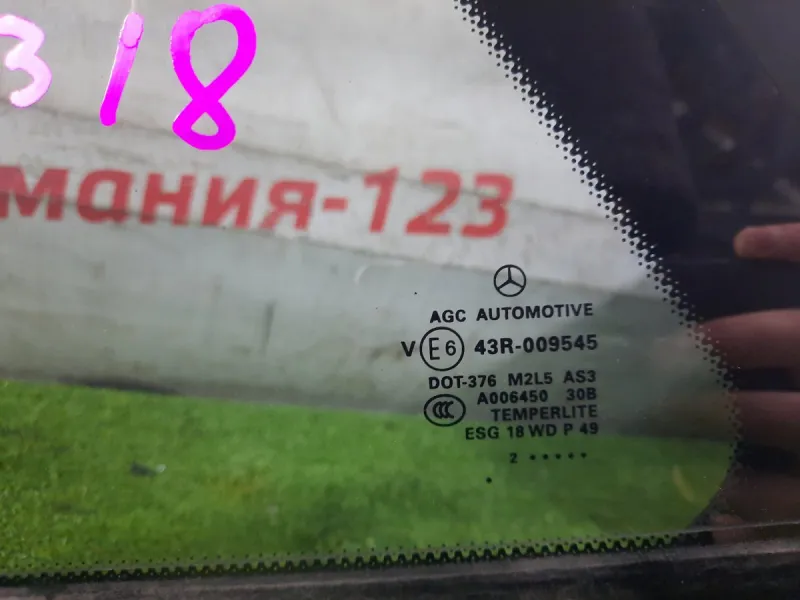 318
мания-123
AGC AUTOMOTIVE
V E6 43R-009545
DOT-376 M2L5 AS3
A006450 30B
CCC TEMPERLITE
ESG 18 WD P 49
2 • • • • •